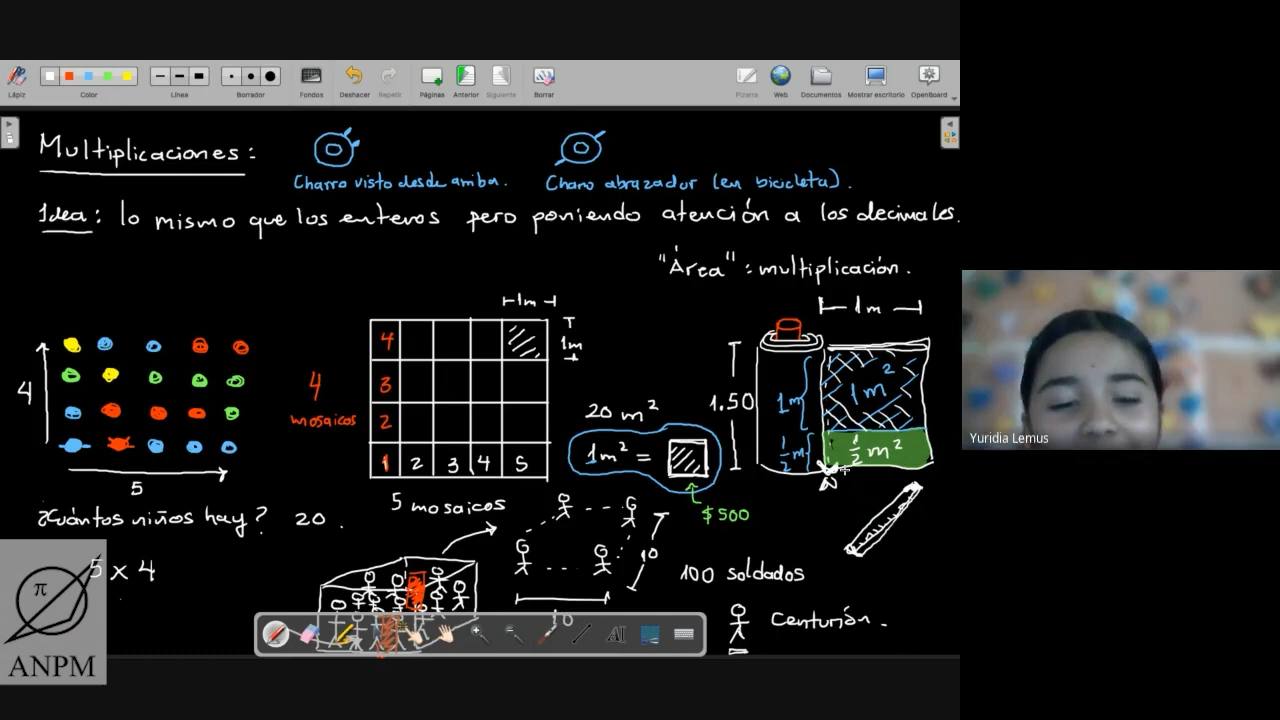 Lápiz
Color
Línea
Borrador
Fondos
Deshacer
Repetir
Páginas
Anterior
Siguiente
Borrar
Pizarra
Web
Documentos
Mostrar escritorio
OpenBoard
Multiplicaciones:
Charro visto desde arriba.
Charro abrazador (en bicicleta).
Idea: lo mismo que los enteros pero poniendo atención a los decimales.
"Área" = multiplicación.
1m
1m
1m
4
5
4
mosaicos
4
3
2
1 2 3 4 5
5 mosaicos
20 m²
1m² =
$500
1.50
1m
½ m
1m²
½ m²
¿Cuántos niños hay? 20.
5 x 4
10
10
100 soldados
Centurión.
Yuridia Lemus
π
ANPM
AI